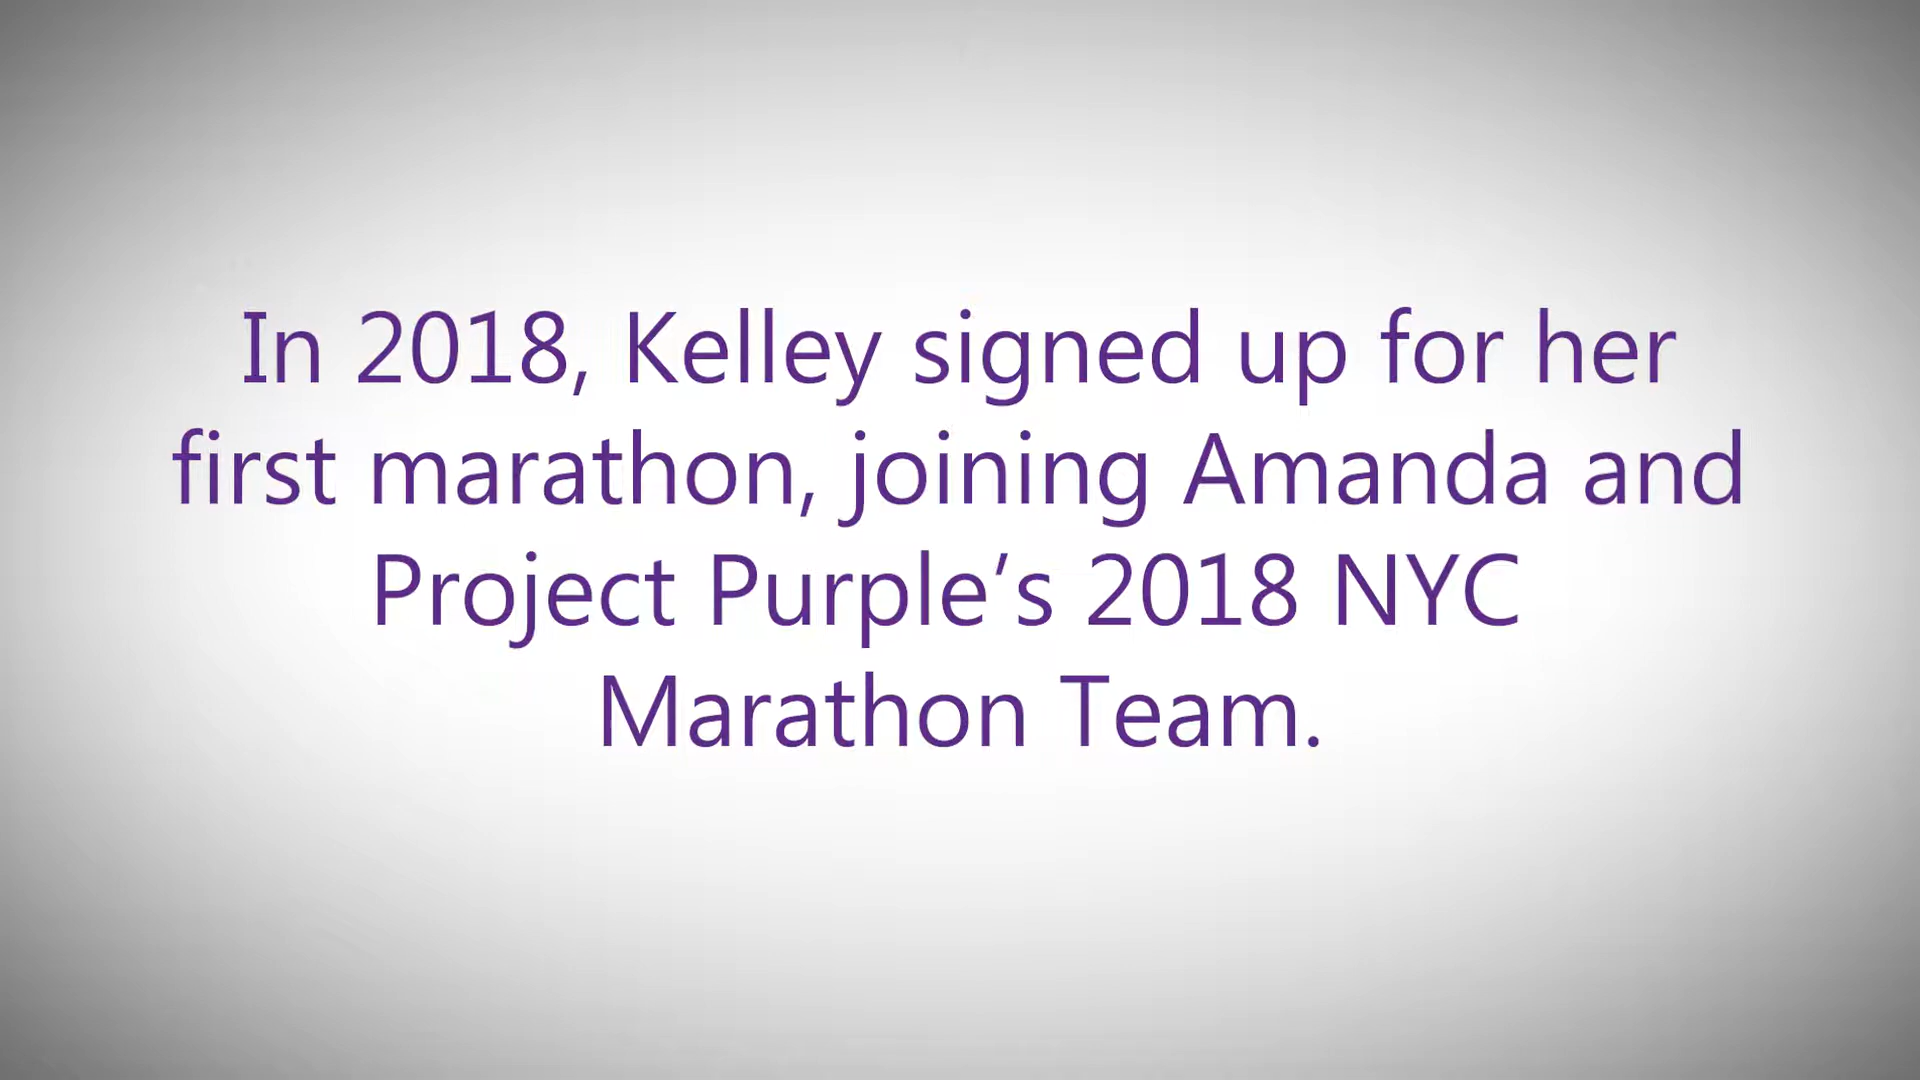 In 2018, Kelley signed up for her
first marathon, joining Amanda and
Project Purple’s 2018 NYC
Marathon Team.